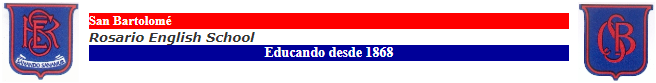 San Bartolomé
Rosario English School
Educando desde 1868